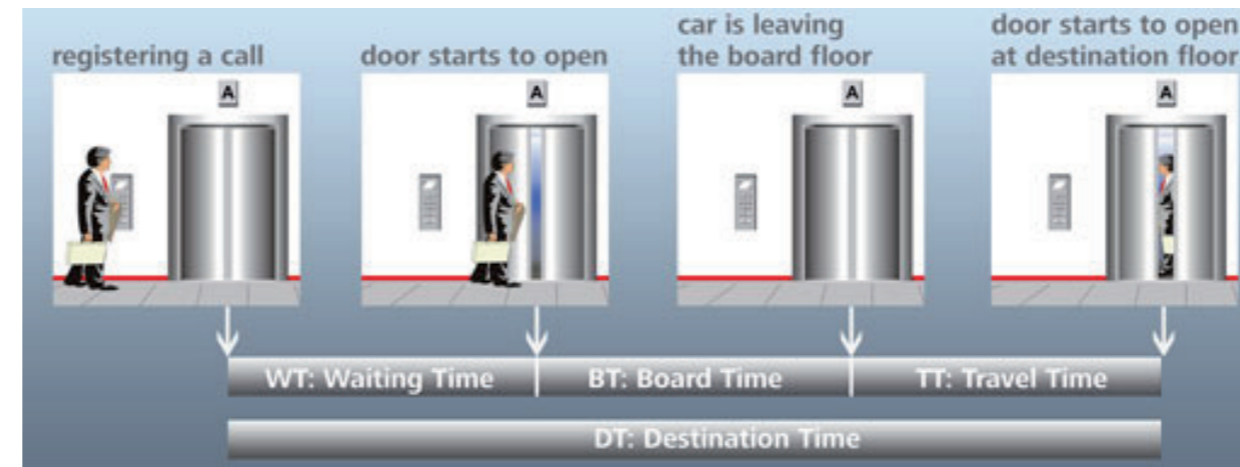 registering a call
door starts to open
car is leaving
the board floor
door starts to open
at destination floor
A
A
A
A
WT: Waiting Time
BT: Board Time
TT: Travel Time
DT: Destination Time